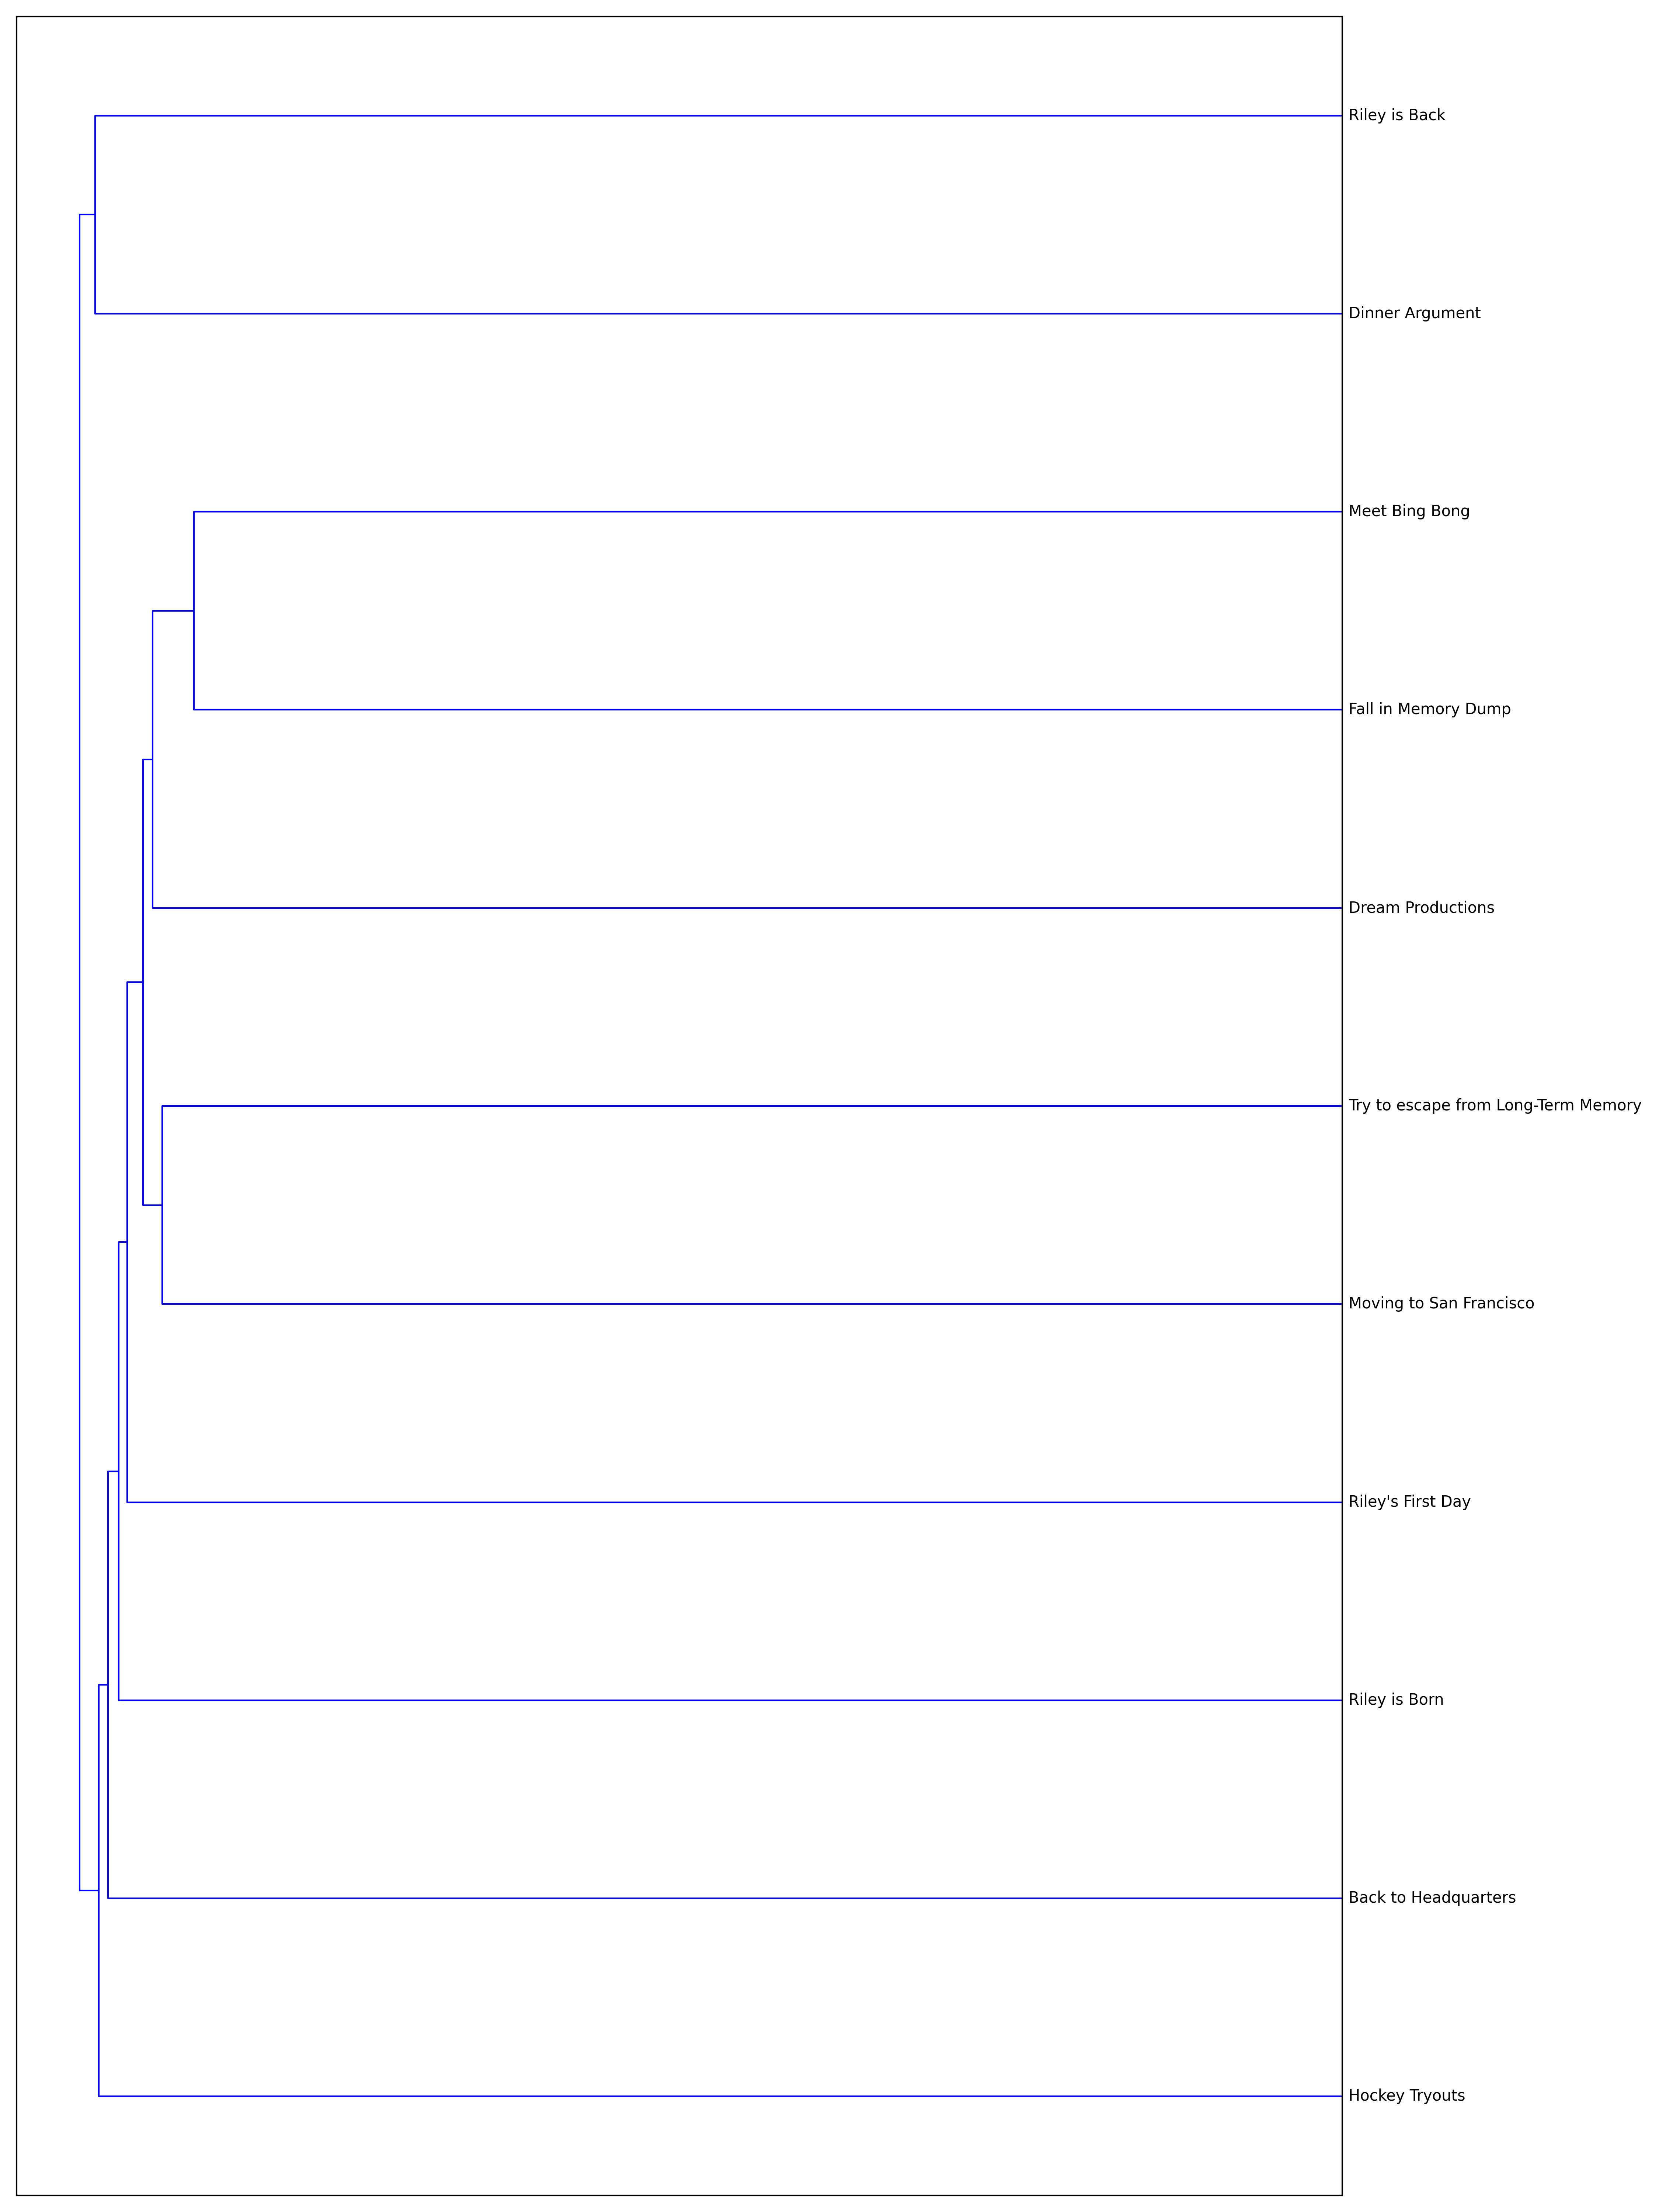 Riley is Back
Dinner Argument
Meet Bing Bong
Fall in Memory Dump
Dream Productions
Try to escape from Long-Term Memory
Moving to San Francisco
Riley's First Day
Riley is Born
Back to Headquarters
Hockey Tryouts